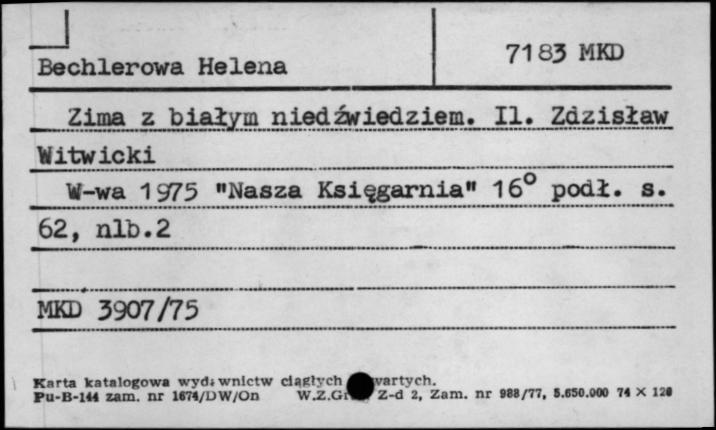 7183 MKD
Bechlerowa Helena
Zima z białym niedźwiedziem. Il. Zdzisław
Witwicki
W-wa 1975 "Nasza Księgarnia" 16° podł. s.
62, nlb.2
MKD 3907/75
Karta katalogowa wydawnictw ciągłych
Pu-B-144 zam. nr 1674/DW/On W.Z.Gr Z-d 2, Zam. nr 988/77, 5.650.000 74 X 126